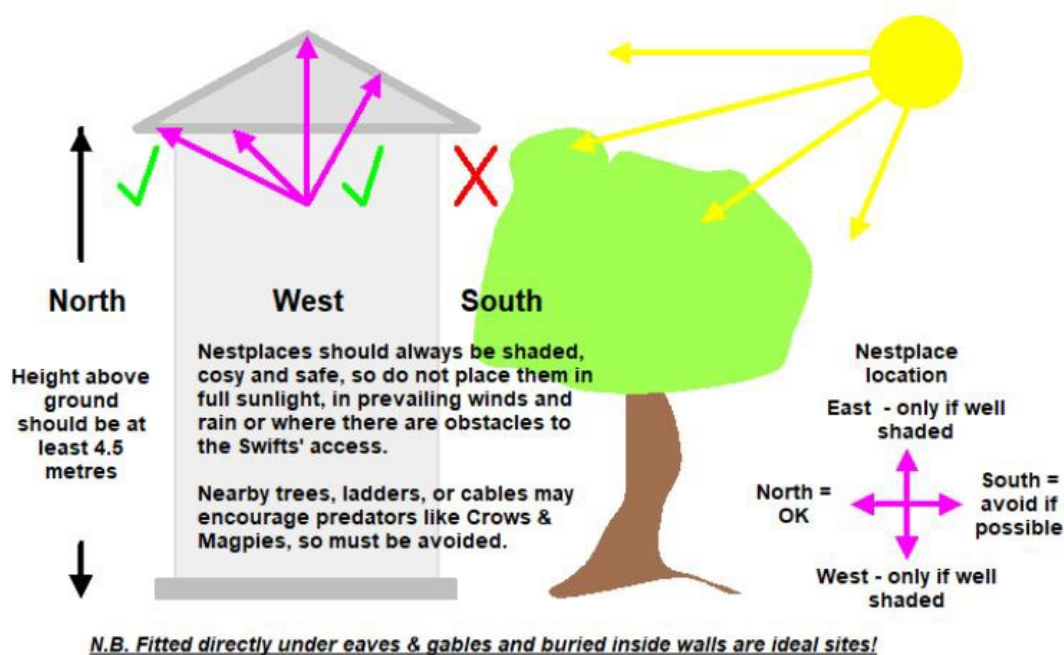 North
West
South
Height above
ground
should be at
least 4.5
metres
Nestplaces should always be shaded,
cosy and safe, so do not place them in
full sunlight, in prevailing winds and
rain or where there are obstacles to
the Swifts' access.
Nearby trees, ladders, or cables may
encourage predators like Crows &
Magpies, so must be avoided.
Nestplace
location
East - only if well
shaded
North =
OK
South =
avoid if
possible
West - only if well
shaded
N.B. Fitted directly under eaves & gables and buried inside walls are ideal sites!